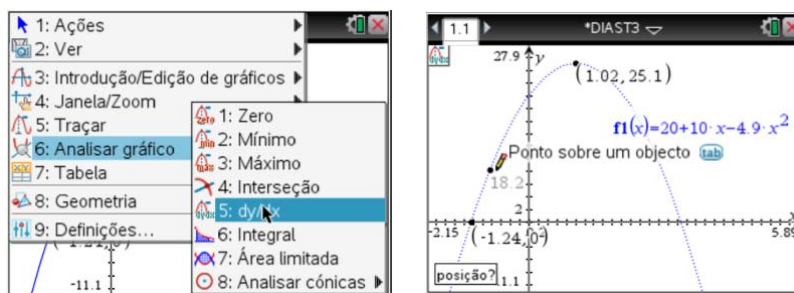 1: Ações
2: Ver
3: Introdução/Edição de gráficos
4: Janela/Zoom
5: Traçar
6: Analisar gráfico
7: Tabela
8: Geometria
9: Definições...
1: Zero
2: Mínimo
3: Máximo
4: Interseção
5: dy/dx
6: Integral
7: Área limitada
8: Analisar cónicas
-11.1
1.1
*DIAST3
27.9 y
(1.02, 25.1)
f1(x)=20+10·x-4.9·x²
Ponto sobre um objecto tab
18.2
2
-2.15
(-1.24,0)
5.89
posição?